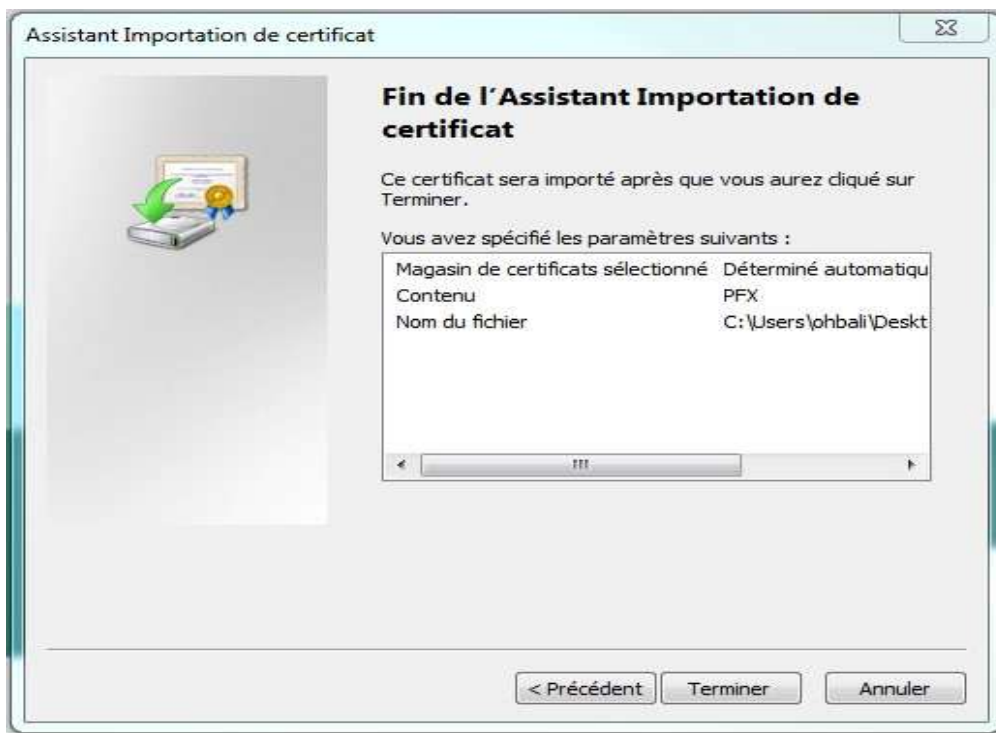 Assistant Importation de certificat
Fin de l'Assistant Importation de
certificat
Ce certificat sera importé après que vous aurez cliqué sur
Terminer.
Vous avez spécifié les paramètres suivants :
Magasin de certificats sélectionné Déterminé automatiqu
Contenu PFX
Nom du fichier C:\Users\ohbali\Deskt
< Précédent Terminer Annuler